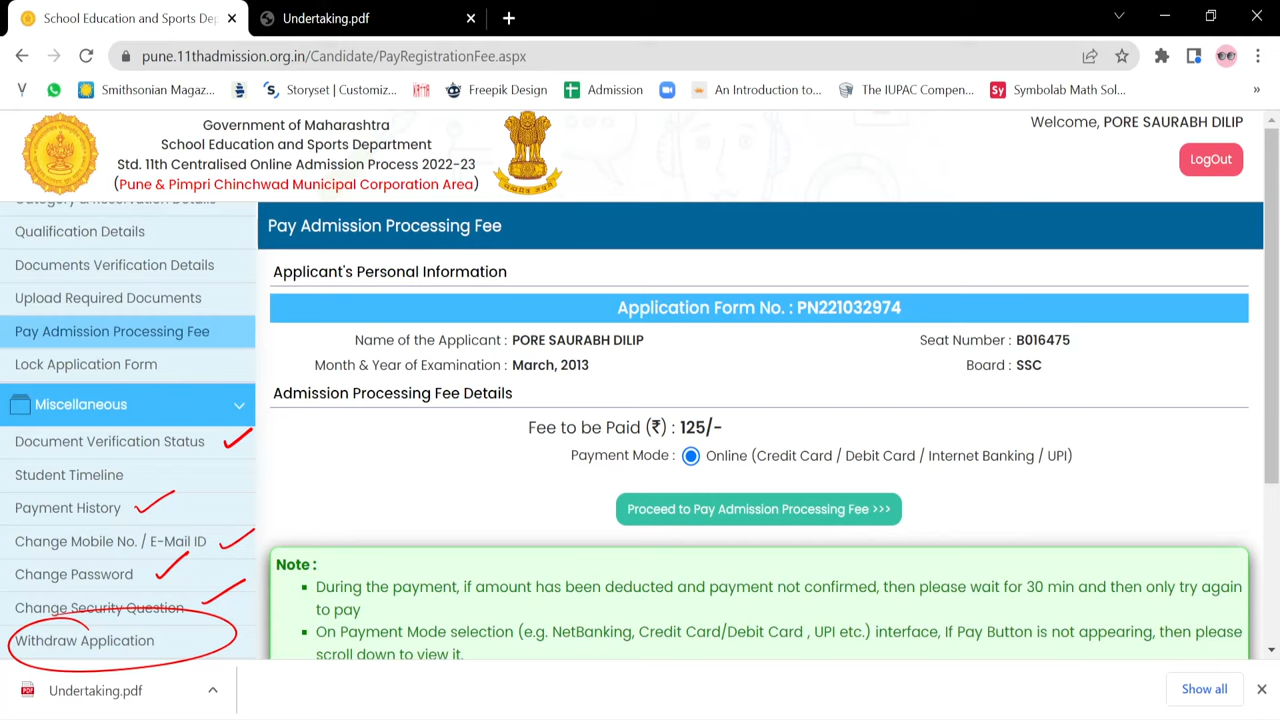 School Education and Sports De
Undertaking.pdf
pune.11thadmission.org.in/Candidate/PayRegistrationFee.aspx
Smithsonian Magaz...
Storyset | Customiz...
Freepik Design
Admission
An Introduction to...
The IUPAC Compen...
Symbolab Math Sol...
»
Government of Maharashtra
School Education and Sports Department
Std. 11th Centralised Online Admission Process 2022-23
(Pune & Pimpri Chinchwad Municipal Corporation Area)
Welcome, PORE SAURABH DILIP
LogOut
Category & Reservation Details
Qualification Details
Documents Verification Details
Upload Required Documents
Pay Admission Processing Fee
Lock Application Form
Miscellaneous
Document Verification Status
Student Timeline
Payment History
Change Mobile No. / E-Mail ID
Change Password
Change Security Question
Withdraw Application
Pay Admission Processing Fee
Applicant's Personal Information
Application Form No. : PN221032974
Name of the Applicant : PORE SAURABH DILIP
Seat Number : B016475
Month & Year of Examination : March, 2013
Board : SSC
Admission Processing Fee Details
Fee to be Paid (₹) : 125/-
Payment Mode : Online (Credit Card / Debit Card / Internet Banking / UPI)
Proceed to Pay Admission Processing Fee >>>
Note :
During the payment, if amount has been deducted and payment not confirmed, then please wait for 30 min and then only try again
to pay
On Payment Mode selection (e.g. NetBanking, Credit Card/Debit Card , UPI etc.) interface, If Pay Button is not appearing, then please
scroll down to view it.
Undertaking.pdf
Show all